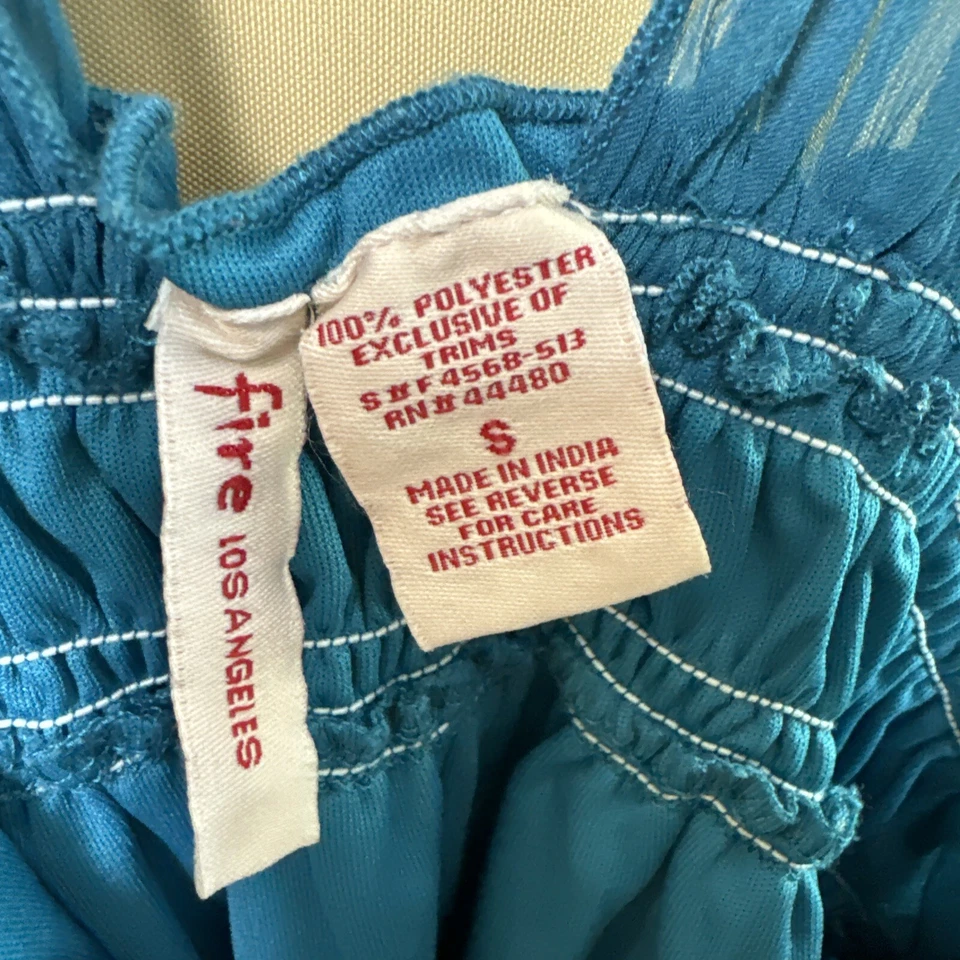 fire LOS ANGELES
100% POLYESTER
EXCLUSIVE OF
TRIMS
S#F4568-513
RN#44480
S
MADE IN INDIA
SEE REVERSE
FOR CARE
INSTRUCTIONS